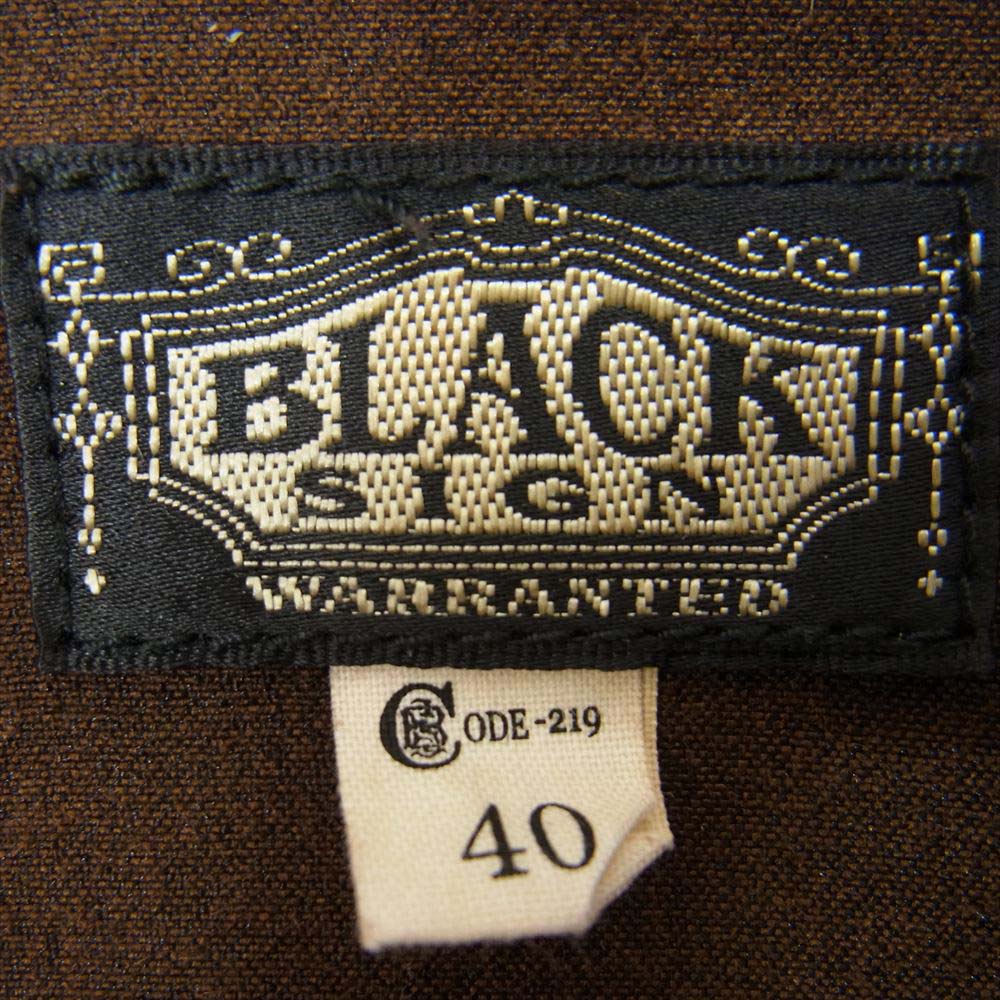 BLACK
SIGN
WARRANTED
CODE-219
40